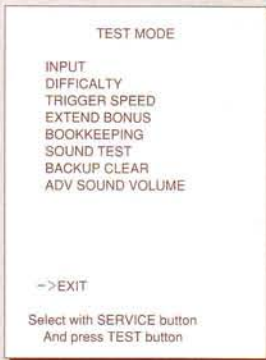 TEST MODE
INPUT
DIFFICALTY
TRIGGER SPEED
EXTEND BONUS
BOOKKEEPING
SOUND TEST
BACKUP CLEAR
ADV SOUND VOLUME
->EXIT
Select with SERVICE button
And press TEST button